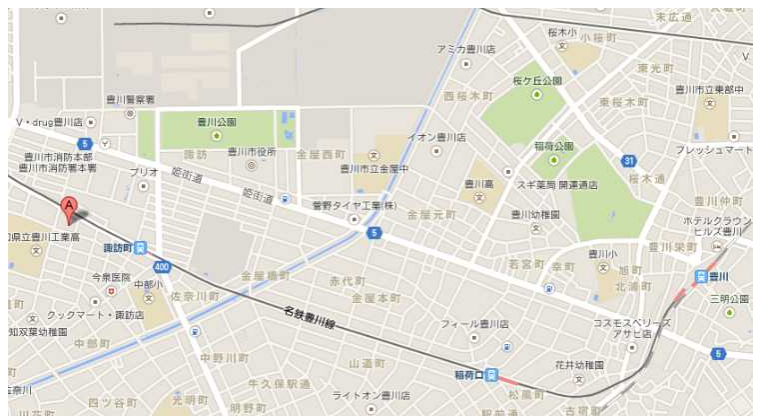 末広通
桜木小
小桜町
アミカ豊川店
東光町
桜ケ丘公園
豊川市立東部中
西桜木町
東桜木町
豊川警察署
V・drug豊川店
豊川公園
イオン豊川店
稲荷公園
5
31
フレッシュマート
諏訪
豊川市役所
金屋西町
豊川市消防本部
豊川市消防署本署
プリオ
姫街道
豊川市立金屋中
豊川高
スギ薬局 開運通店
桜木通
姫街道
菅野タイヤ工業(株)
金屋元町
豊川仲町
A
豊川幼稚園
ホテルクラウン
ヒルズ豊川
5
知県立豊川工業高
諏訪町
豊川小
豊川栄町
400
金屋橋町
若宮町
幸町
旭町
豊川
今泉医院
中部小
赤代町
北浦町
佐奈川町
金屋本町
三明公園
クックマート・諏訪店
名鉄豊川線
フィール豊川店
コスモスベリーズ
アサヒ店
知双葉幼稚園
中部町
5
中野川町
山道町
花井幼稚園
稲荷口
佐奈川
牛久保駅通
ライトオン豊川店
松風町
四ツ谷町
光明町
明野町
古宿町
駅前通